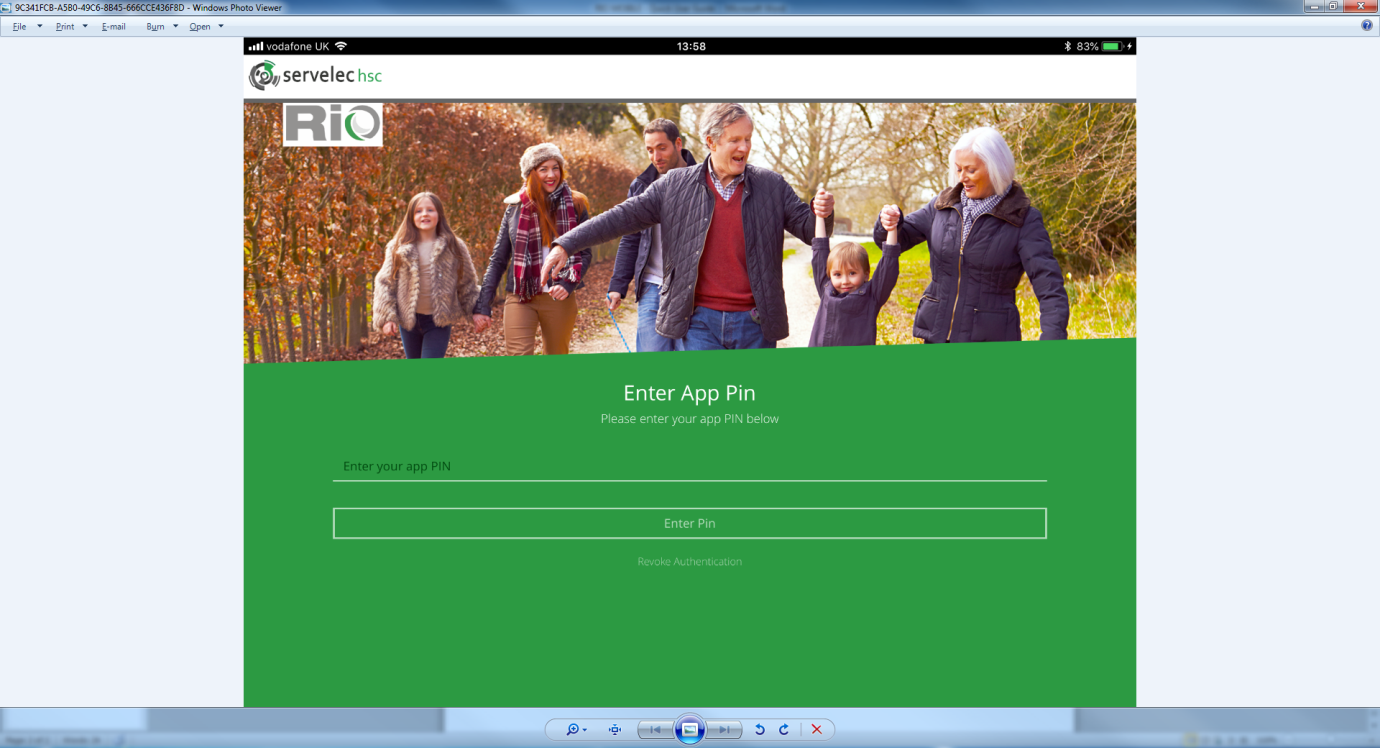 9C341FCB-A5B0-49C6-8B45-666CCE436F8D - Windows Photo Viewer
File Print E-mail Burn Open
vodafone UK 13:58 83%
servelec hsc
RiO
Enter App Pin
Please enter your app PIN below
Enter your app PIN
Enter Pin
Revoke Authentication